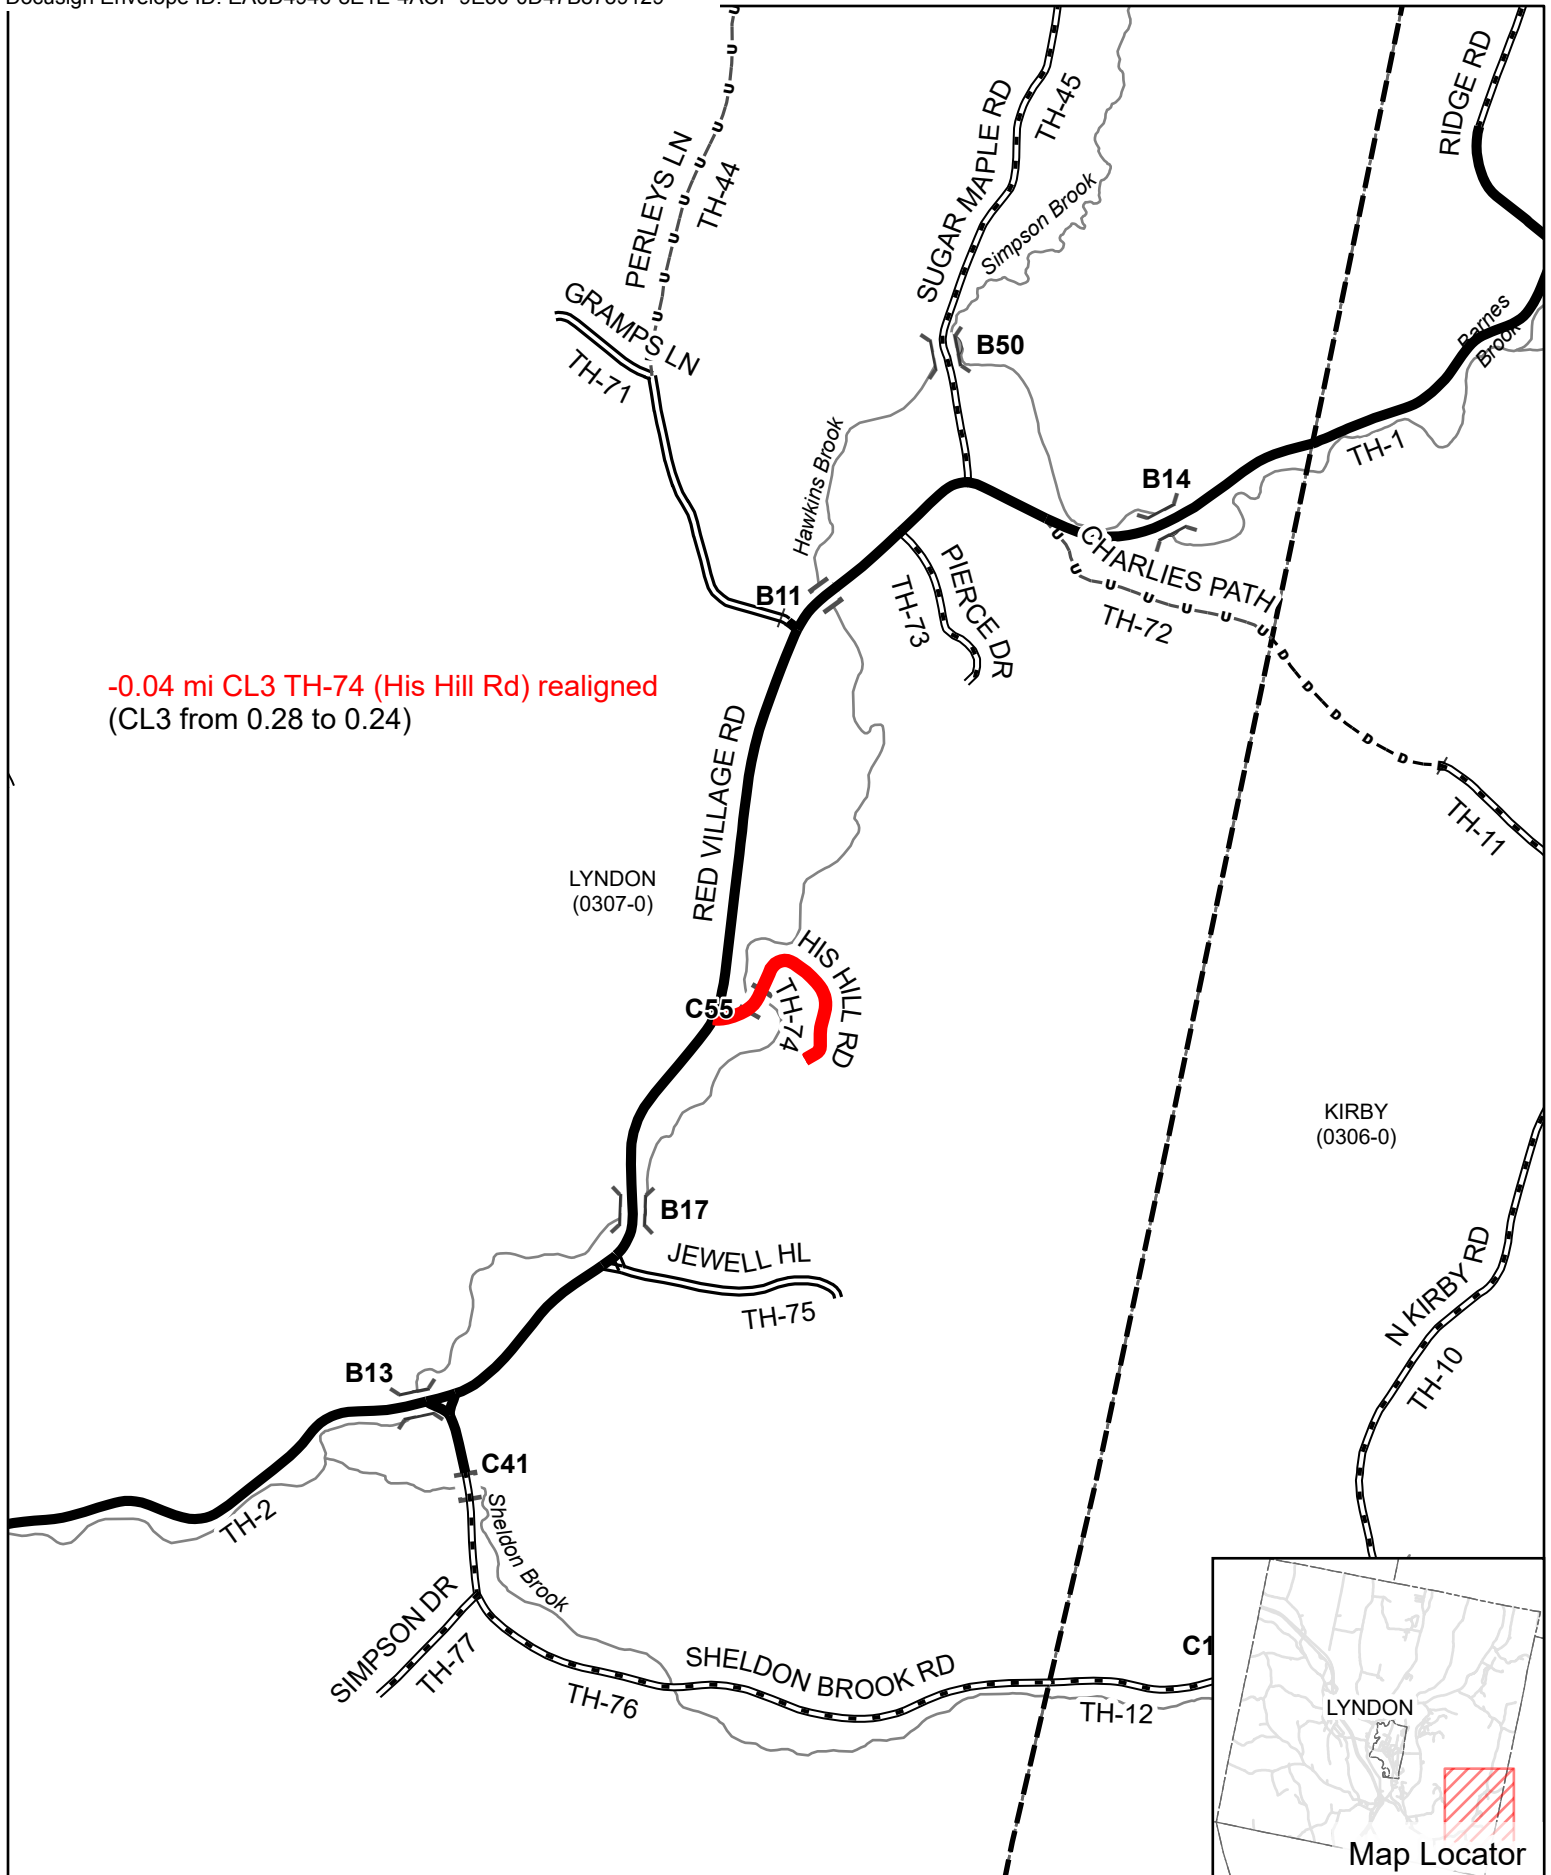 PERLEYS LN
TH-44
SUGAR MAPLE RD
TH-45
Simpson Brook
RIDGE RD
GRAMPS LN
TH-71
B50
Barnes
Brook
Hawkins Brook
TH-1
B14
CHARLIES PATH
TH-72
B11
PIERCE DR
TH-73
-0.04 mi CL3 TH-74 (His Hill Rd) realigned
(CL3 from 0.28 to 0.24)
RED VILLAGE RD
TH-11
LYNDON
(0307-0)
HIS HILL RD
TH-74
C55
KIRBY
(0306-0)
B17
JEWELL HL
TH-75
N KIRBY RD
TH-10
B13
C41
TH-2
Sheldon Brook
SIMPSON DR
TH-77
SHELDON BROOK RD
TH-76
TH-12
C1
LYNDON
Map Locator